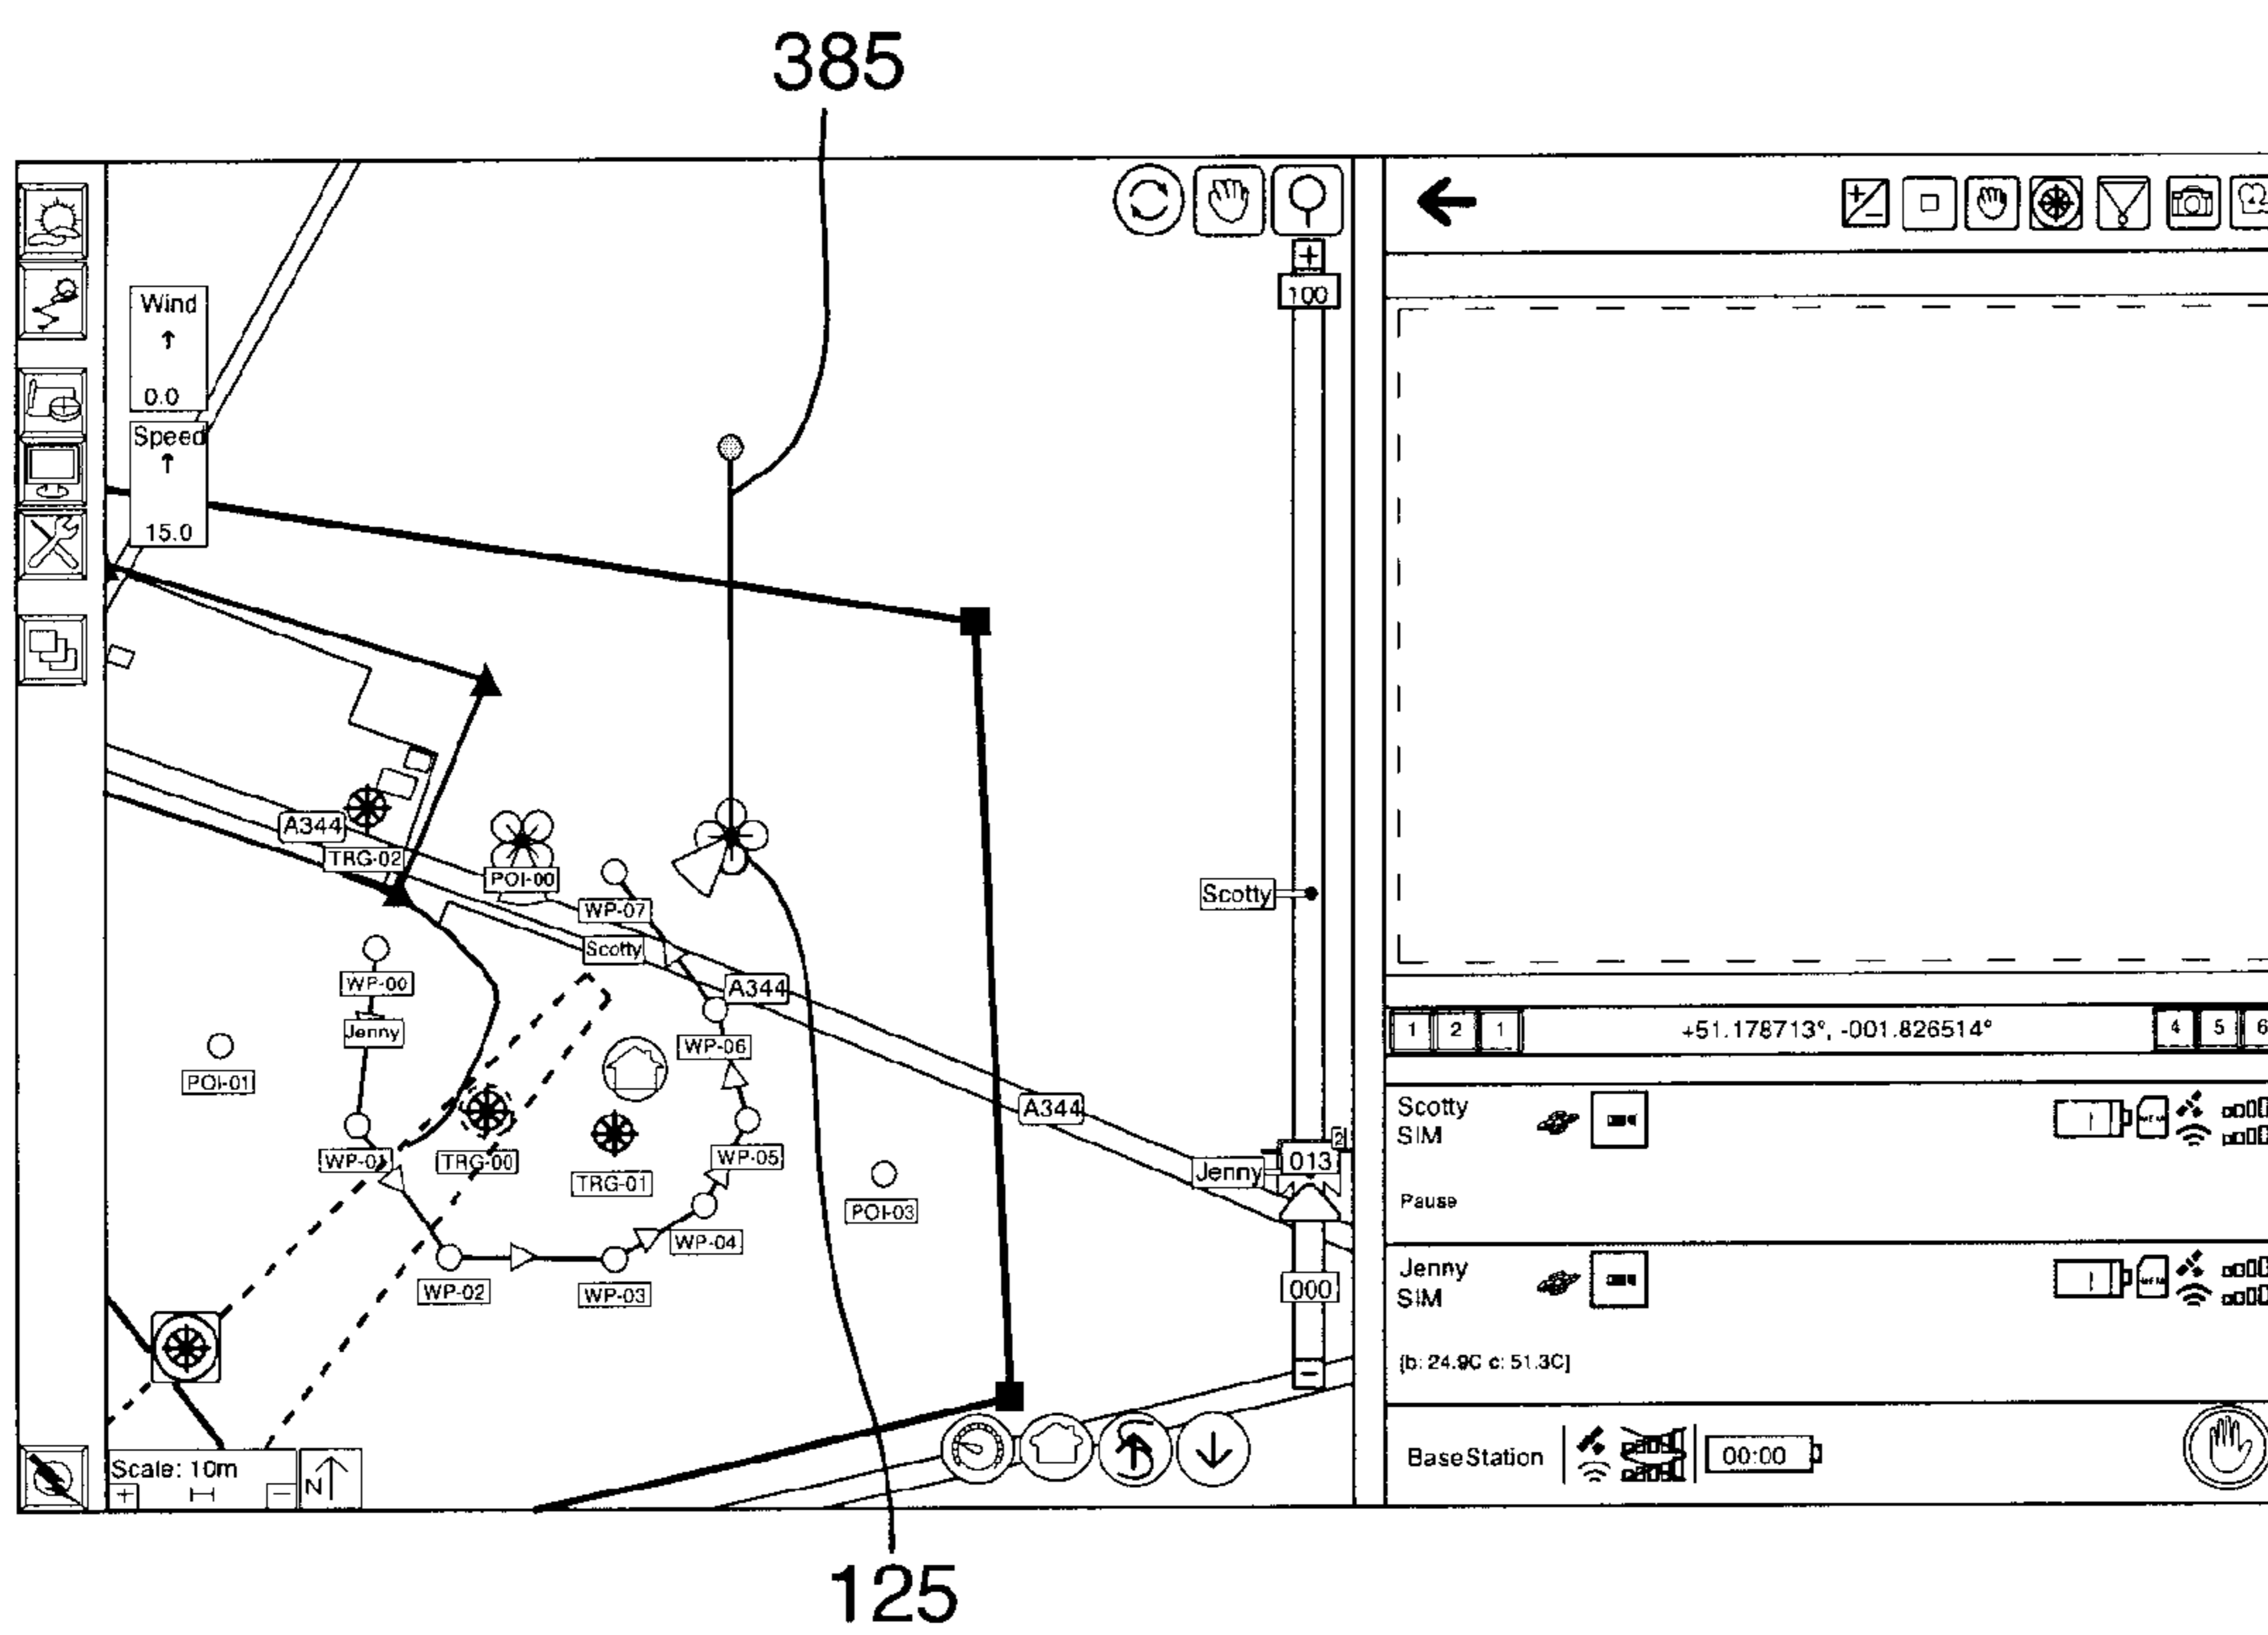 385
Wind
0.0
Speed
15.0
+
100
A344
TRG-02
POI-00
WP-07
Scotty
Scotty
WP-00
Jenny
A344
WP-06
POI-01
A344
WP-01
TRG-00
TRG-01
WP-05
POI-03
WP-04
WP-02
WP-03
2
013
Jenny
000
-
Scale: 10m
+ -
N
1 2 1 +51.178713°, -001.826514° 4 5 6
Scotty
SIM
Pause
Jenny
SIM
[b: 24.9C c: 51.3C]
BaseStation 00:00
125